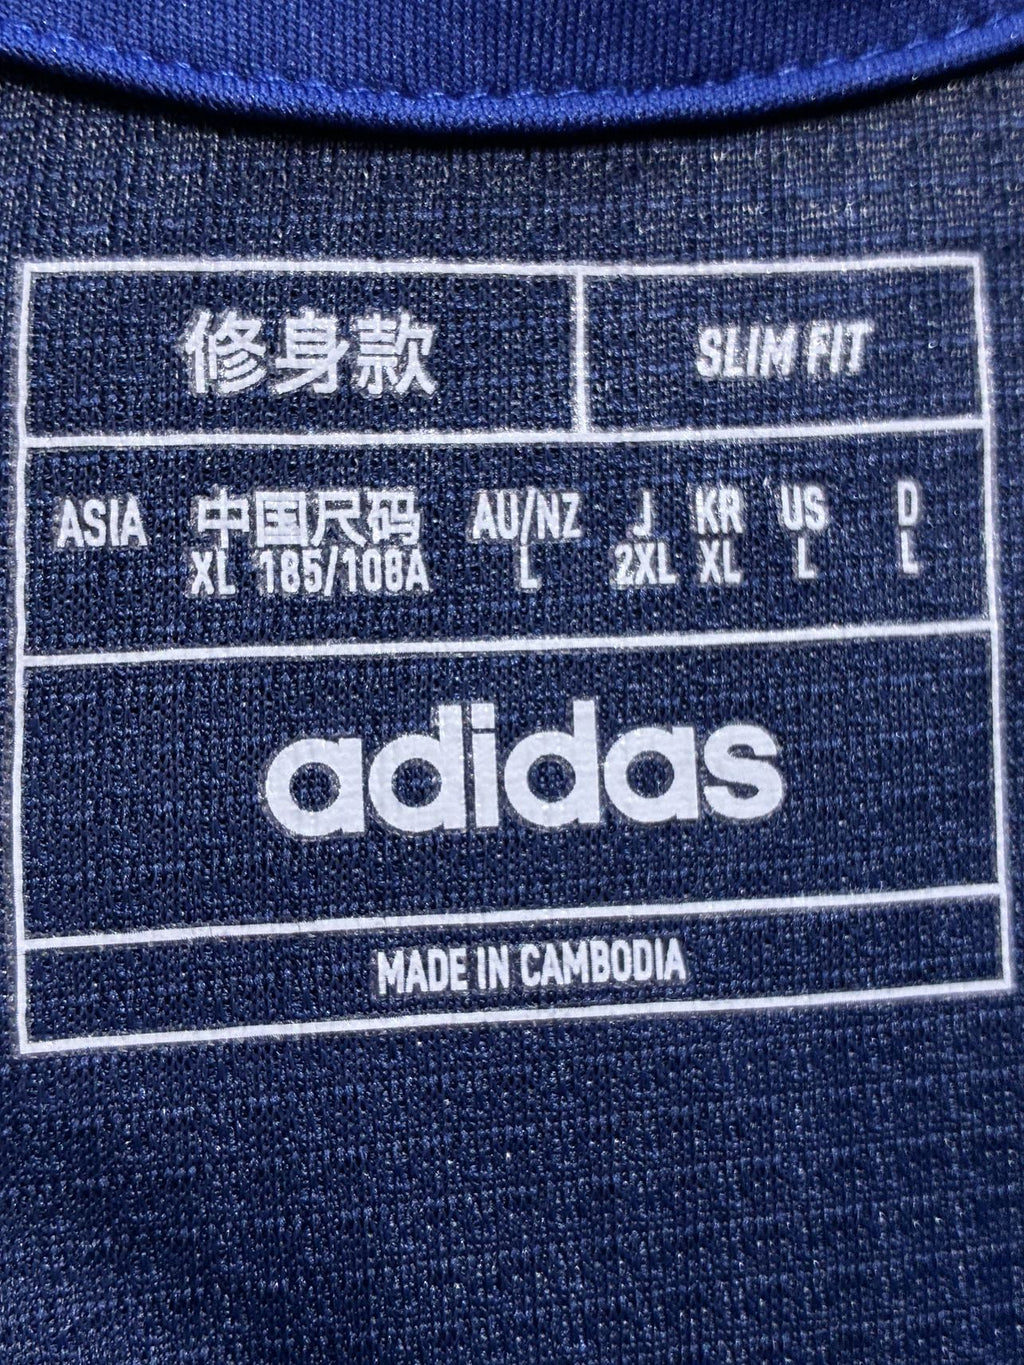 修身款 SLIM FIT
ASIA 中国尺码 AU/NZ J KR US D
XL 185/108A L 2XL XL L L
adidas
MADE IN CAMBODIA